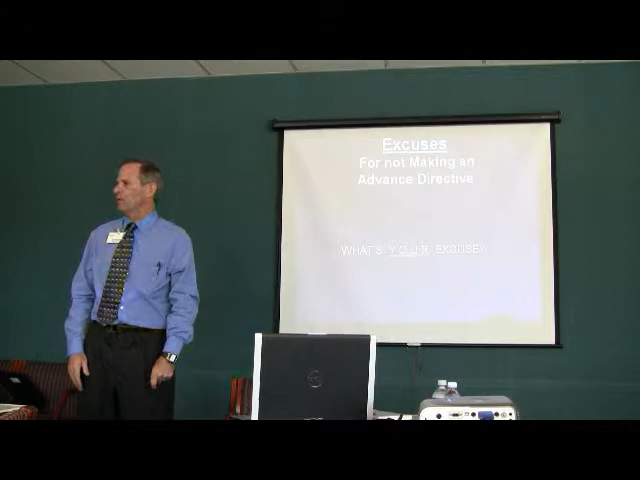 Excuses
For not Making an
Advance Directive
WHAT'S YOUR EXCUSE?